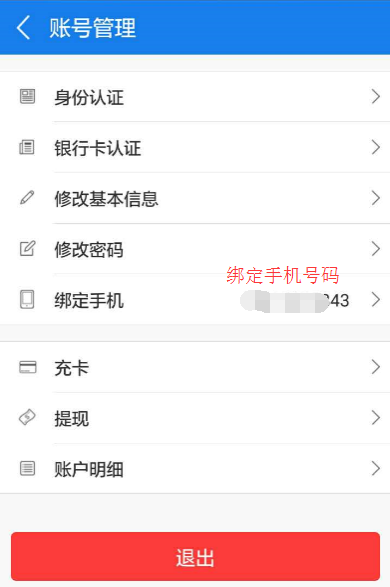 账号管理
身份认证
银行卡认证
修改基本信息
修改密码
绑定手机号码
绑定手机 343
充卡
提现
账户明细
退出